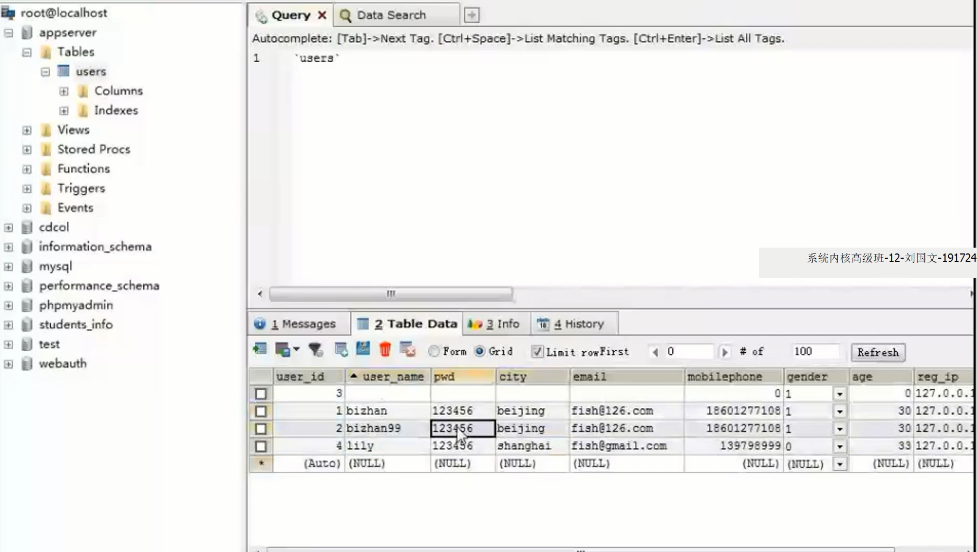 root@localhost
appserver
Tables
users
Columns
Indexes
Views
Stored Procs
Functions
Triggers
Events
cdcol
information_schema
mysql
performance_schema
phpmyadmin
students_info
test
webauth
Query Data Search
Autocomplete: [Tab]->Next Tag. [Ctrl+Space]->List Matching Tags. [Ctrl+Enter]->List All Tags.
1 `users`
系统内核高级班-12-刘国文-191724
1 Messages 2 Table Data 3 Info 4 History
Form Grid Limit rowFirst 0 # of 100 Refresh
user_id user_name pwd city email mobilephone gender age reg_ip
3 0 1 0 127.0.0.1
1 bizhan 123456 beijing fish@126.com 18601277108 1 30 127.0.0.1
2 bizhan99 123456 beijing fish@126.com 18601277108 1 30 127.0.0.1
4 lily 123456 shanghai fish@gmail.com 139798999 0 33 127.0.0.1
* (Auto) (NULL) (NULL) (NULL) (NULL) (NULL) (NULL) (NULL) (NULL)